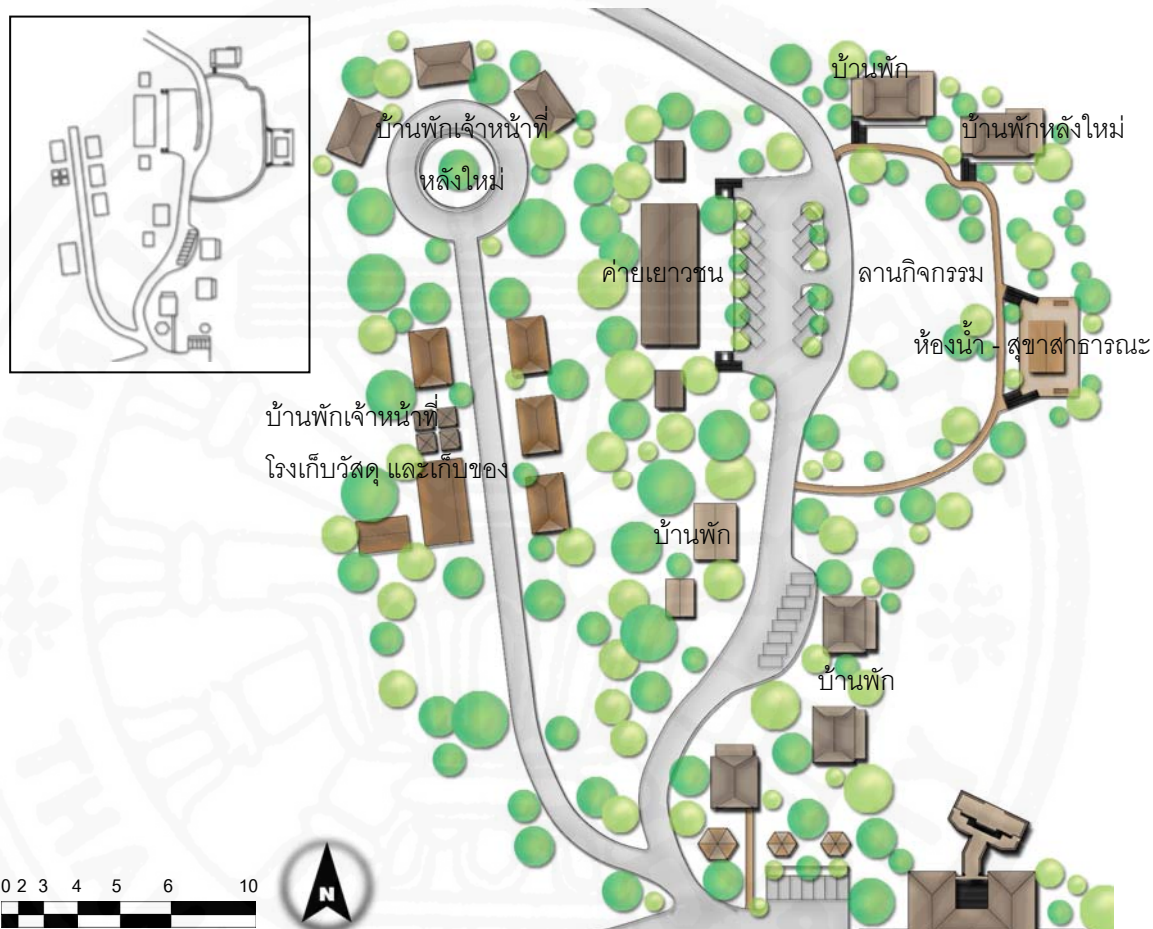 บ้านพัก
บ้านพักเจ้าหน้าที่
หลังใหม่
บ้านพักหลังใหม่
ค่ายเยาวชน
ลานกิจกรรม
ห้องน้ำ - สุขาสาธารณะ
บ้านพักเจ้าหน้าที่
โรงเก็บวัสดุ และเก็บของ
บ้านพัก
บ้านพัก
0 2 3 4 5 6 10
N